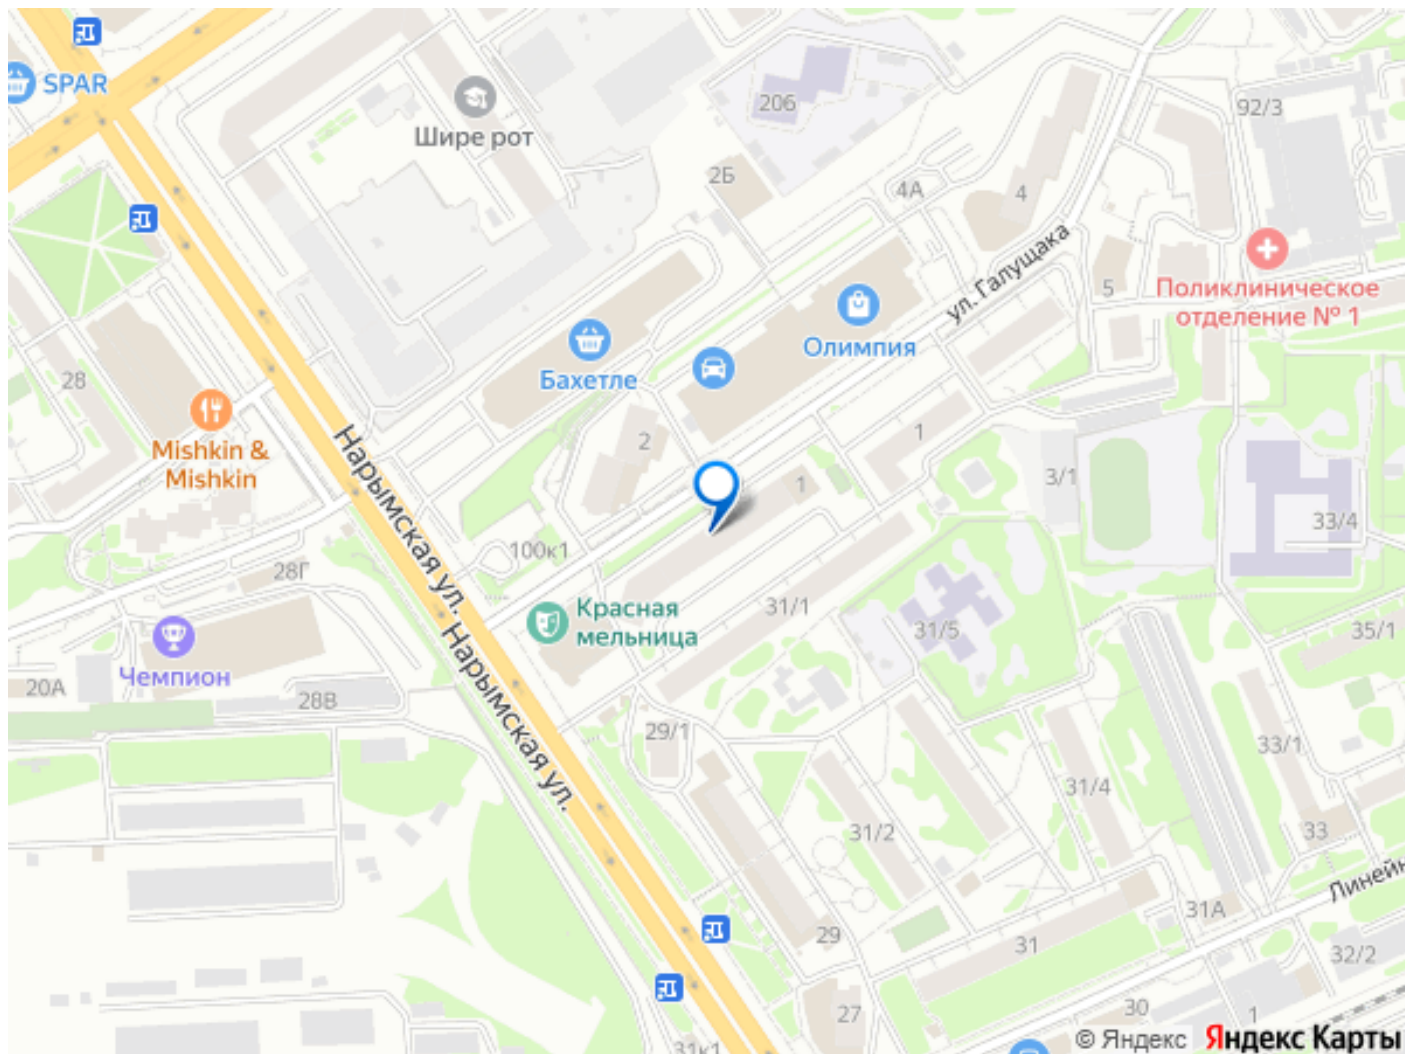 SPAR
Шире рот
206
92/3
2Б
4А
4
ул. Галущака
5
Поликлиническое
отделение № 1
Олимпия
Бахетле
28
Mishkin &
Mishkin
Нарымская ул.
2
1
1
3/1
33/4
100к1
28Г
Красная
мельница
31/1
31/5
35/1
Чемпион
20А
28В
Нарымская ул.
29/1
33/1
31/4
31/2
33
Линейн
31А
29
31
32/2
27
30
1
31к1
© Яндекс Яндекс Карты